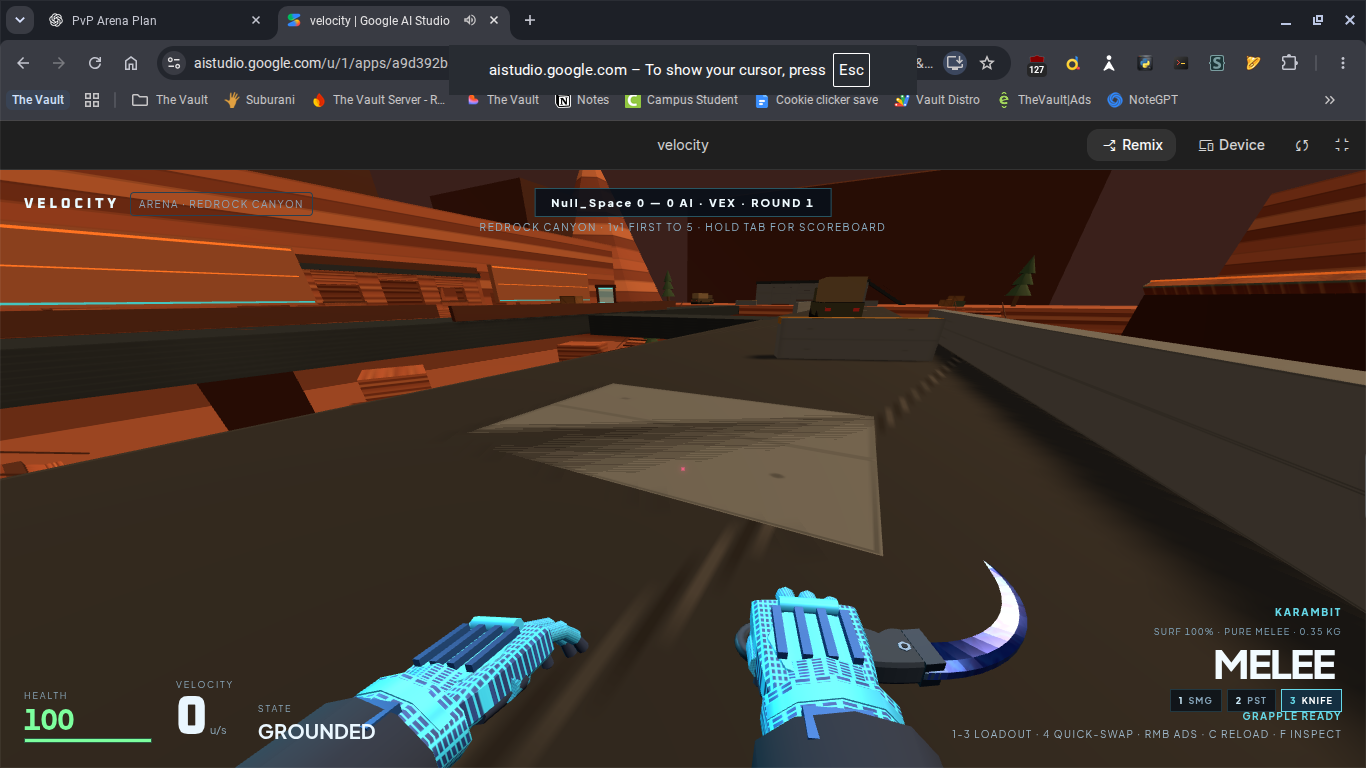 PvP Arena Plan
velocity | Google AI Studio
aistudio.google.com/u/1/apps/a9d392b
aistudio.google.com – To show your cursor, press Esc
&...
127
The Vault
The Vault
Suburani
The Vault Server - R...
The Vault
Notes
Campus Student
Cookie clicker save
Vault Distro
TheVault|Ads
NoteGPT
velocity
Remix
Device
VELOCITY
ARENA · REDROCK CANYON
Null_Space 0 — 0 AI · VEX · ROUND 1
REDROCK CANYON · 1v1 FIRST TO 5 · HOLD TAB FOR SCOREBOARD
KARAMBIT
SURF 100% · PURE MELEE · 0.35 KG
MELEE
1 SMG
2 PST
3 KNIFE
GRAPPLE READY
1-3 LOADOUT · 4 QUICK-SWAP · RMB ADS · C RELOAD · F INSPECT
HEALTH
100
VELOCITY
0 u/s
STATE
GROUNDED